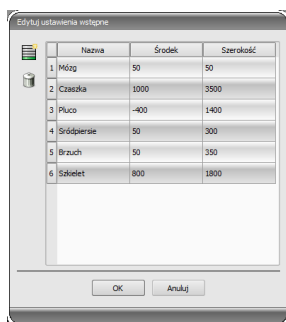 Edytuj ustawienia wstępne
Nazwa Środek Szerokość
1 Mózg 50 50
2 Czaszka 1000 3500
3 Pluco -400 1400
4 Śródpiersie 50 300
5 Brzuch 50 350
6 Szkielet 800 1800
OK Anuluj